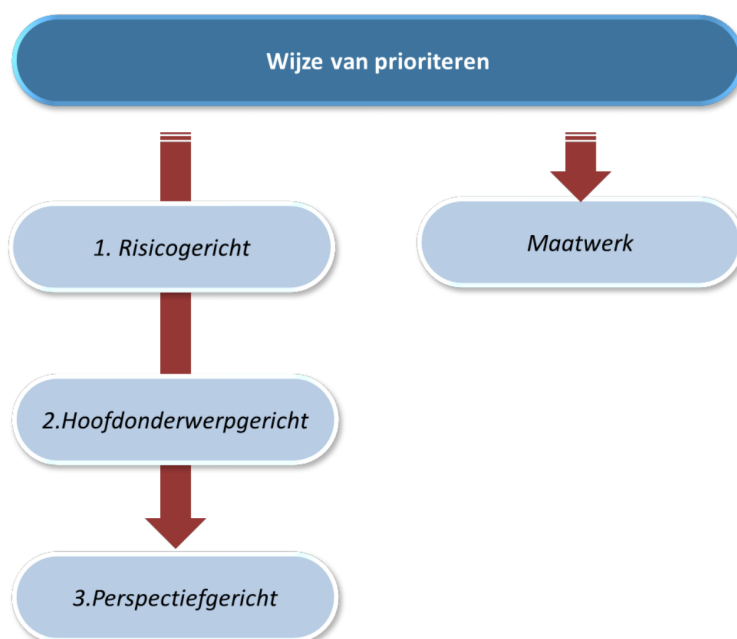 Wijze van prioriteren
1. Risicogericht
Maatwerk
2.Hoofdonderwerpgericht
3.Perspectiefgericht